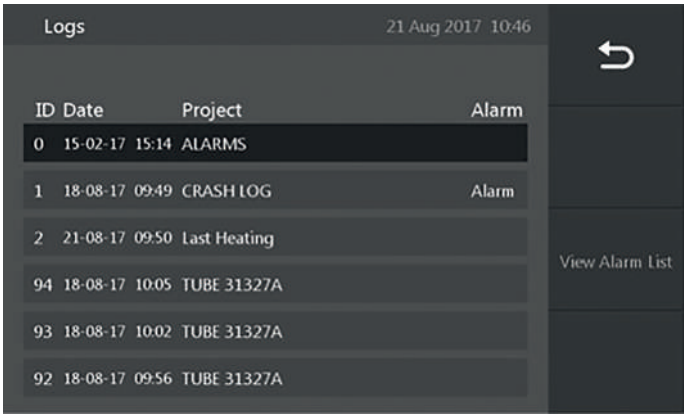 Logs 21 Aug 2017 10:46
ID Date Project Alarm
0 15-02-17 15:14 ALARMS
1 18-08-17 09:49 CRASH LOG Alarm
2 21-08-17 09:50 Last Heating
View Alarm List
94 18-08-17 10:05 TUBE 31327A
93 18-08-17 10:02 TUBE 31327A
92 18-08-17 09:56 TUBE 31327A